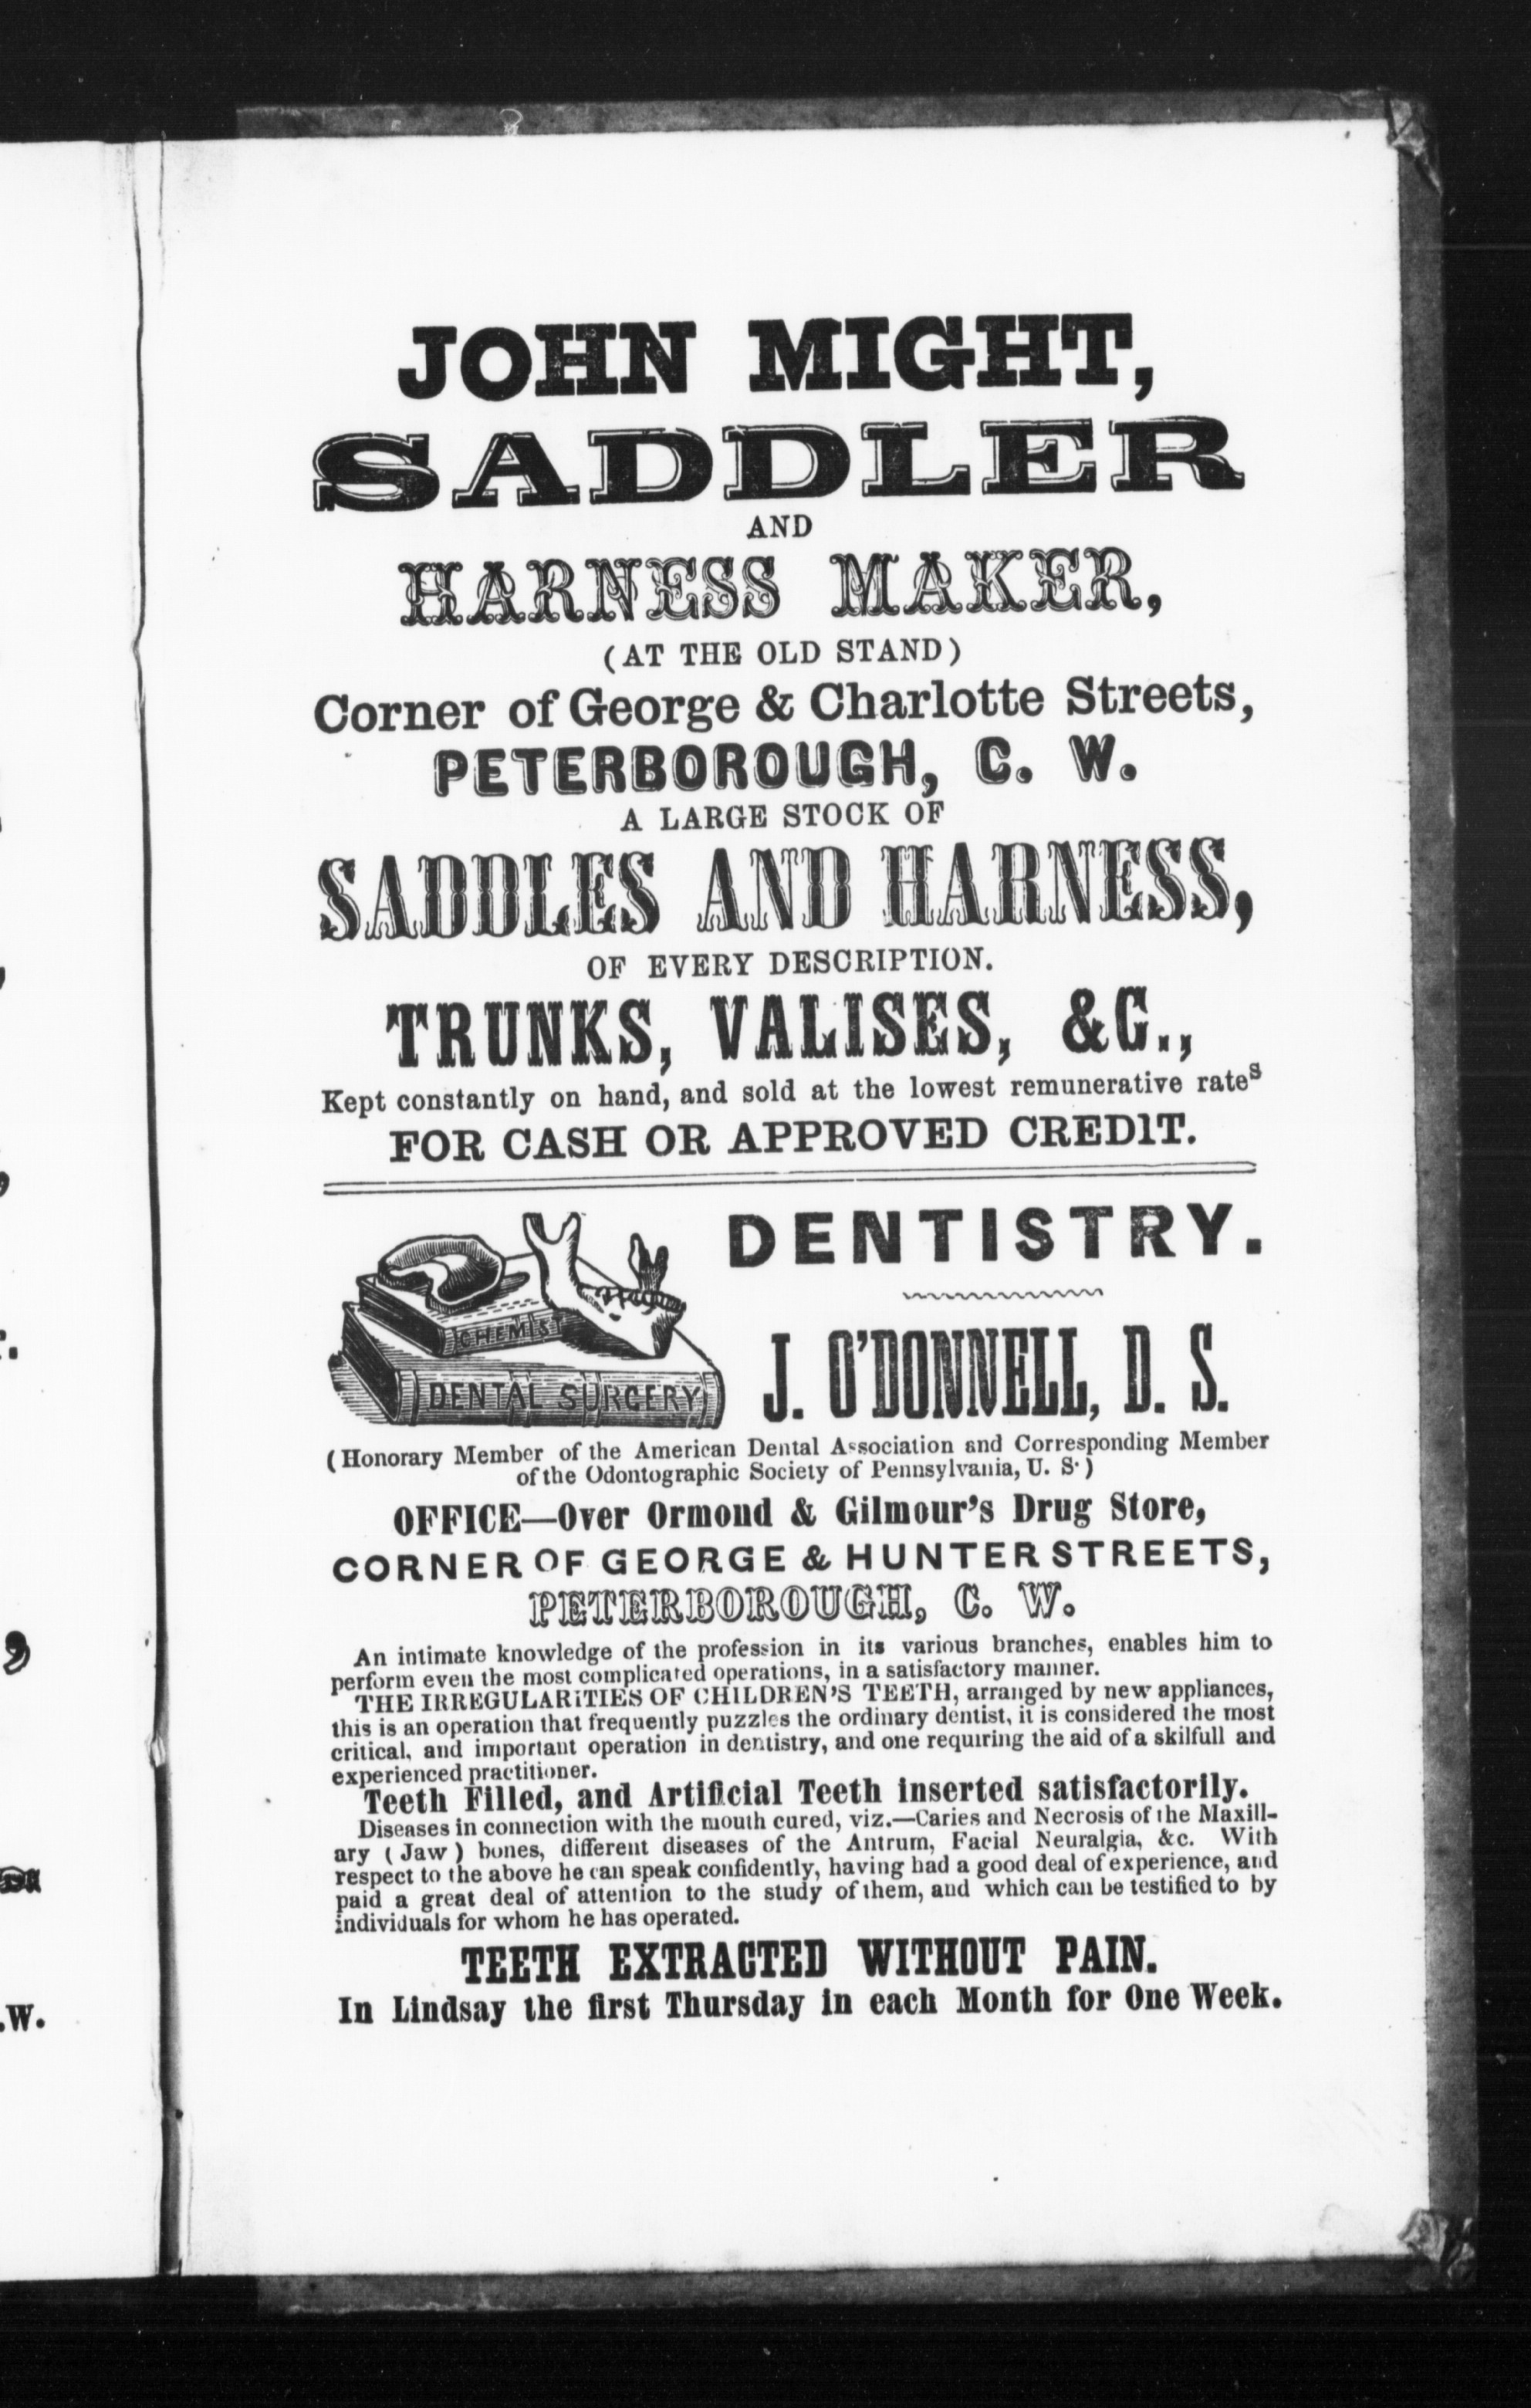 JOHN MIGHT,
SADDLER
AND
HARNESS MAKER,
(AT THE OLD STAND)
Corner of George & Charlotte Streets,
PETERBOROUGH, C. W.
A LARGE STOCK OF
SADDLES AND HARNESS,
OF EVERY DESCRIPTION.
TRUNKS, VALISES, &C.,
Kept constantly on hand, and sold at the lowest remunerative rates
FOR CASH OR APPROVED CREDIT.
DENTISTRY.
CHEMIST
DENTAL SURGERY
J. O'DONNELL, D. S.
(Honorary Member of the American Dental Association and Corresponding Member
of the Odontographic Society of Pennsylvania, U. S.)
OFFICE—Over Ormond & Gilmour's Drug Store,
CORNER OF GEORGE & HUNTER STREETS,
PETERBOROUGH, C. W.
An intimate knowledge of the profession in its various branches, enables him to
perform even the most complicated operations, in a satisfactory manner.
THE IRREGULARITIES OF CHILDREN'S TEETH, arranged by new appliances,
this is an operation that frequently puzzles the ordinary dentist, it is considered the most
critical, and important operation in dentistry, and one requiring the aid of a skilfull and
experienced practitioner.
Teeth Filled, and Artificial Teeth inserted satisfactorily.
Diseases in connection with the mouth cured, viz.—Caries and Necrosis of the Maxill-
ary (Jaw) bones, different diseases of the Antrum, Facial Neuralgia, &c. With
respect to the above he can speak confidently, having had a good deal of experience, and
paid a great deal of attention to the study of them, and which can be testified to by
individuals for whom he has operated.
TEETH EXTRACTED WITHOUT PAIN.
In Lindsay the first Thursday in each Month for One Week.
.W.